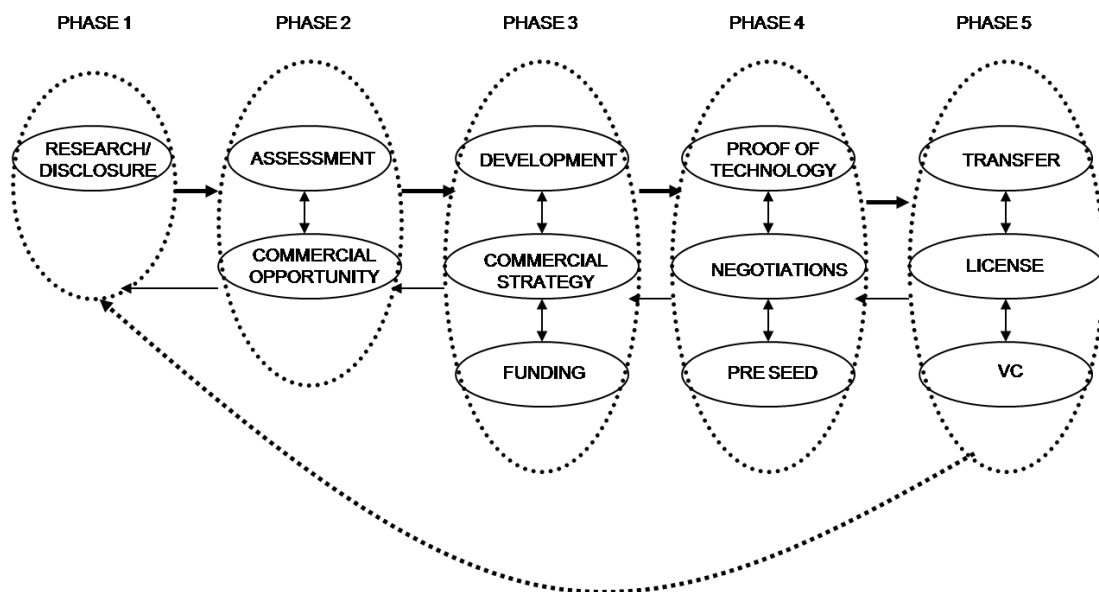 PHASE 1
PHASE 2
PHASE 3
PHASE 4
PHASE 5
RESEARCH/
DISCLOSURE
ASSESSMENT
COMMERCIAL
OPPORTUNITY
DEVELOPMENT
COMMERCIAL
STRATEGY
FUNDING
PROOF OF
TECHNOLOGY
NEGOTIATIONS
PRE SEED
TRANSFER
LICENSE
VC